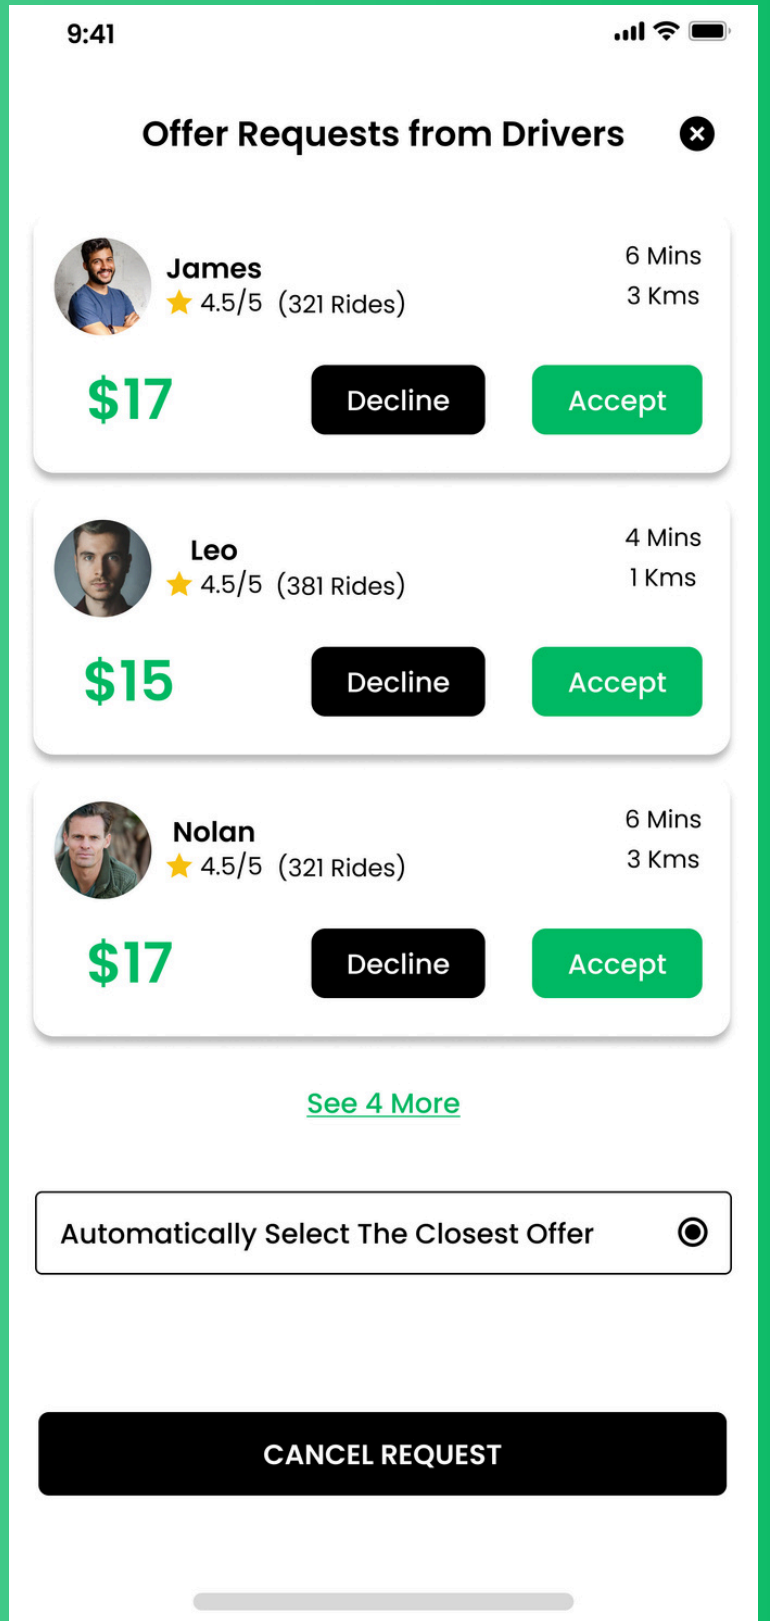 9:41
Offer Requests from Drivers
James
4.5/5 (321 Rides)
6 Mins
3 Kms
$17
Decline
Accept
Leo
4.5/5 (381 Rides)
4 Mins
1 Kms
$15
Decline
Accept
Nolan
4.5/5 (321 Rides)
6 Mins
3 Kms
$17
Decline
Accept
See 4 More
Automatically Select The Closest Offer
CANCEL REQUEST